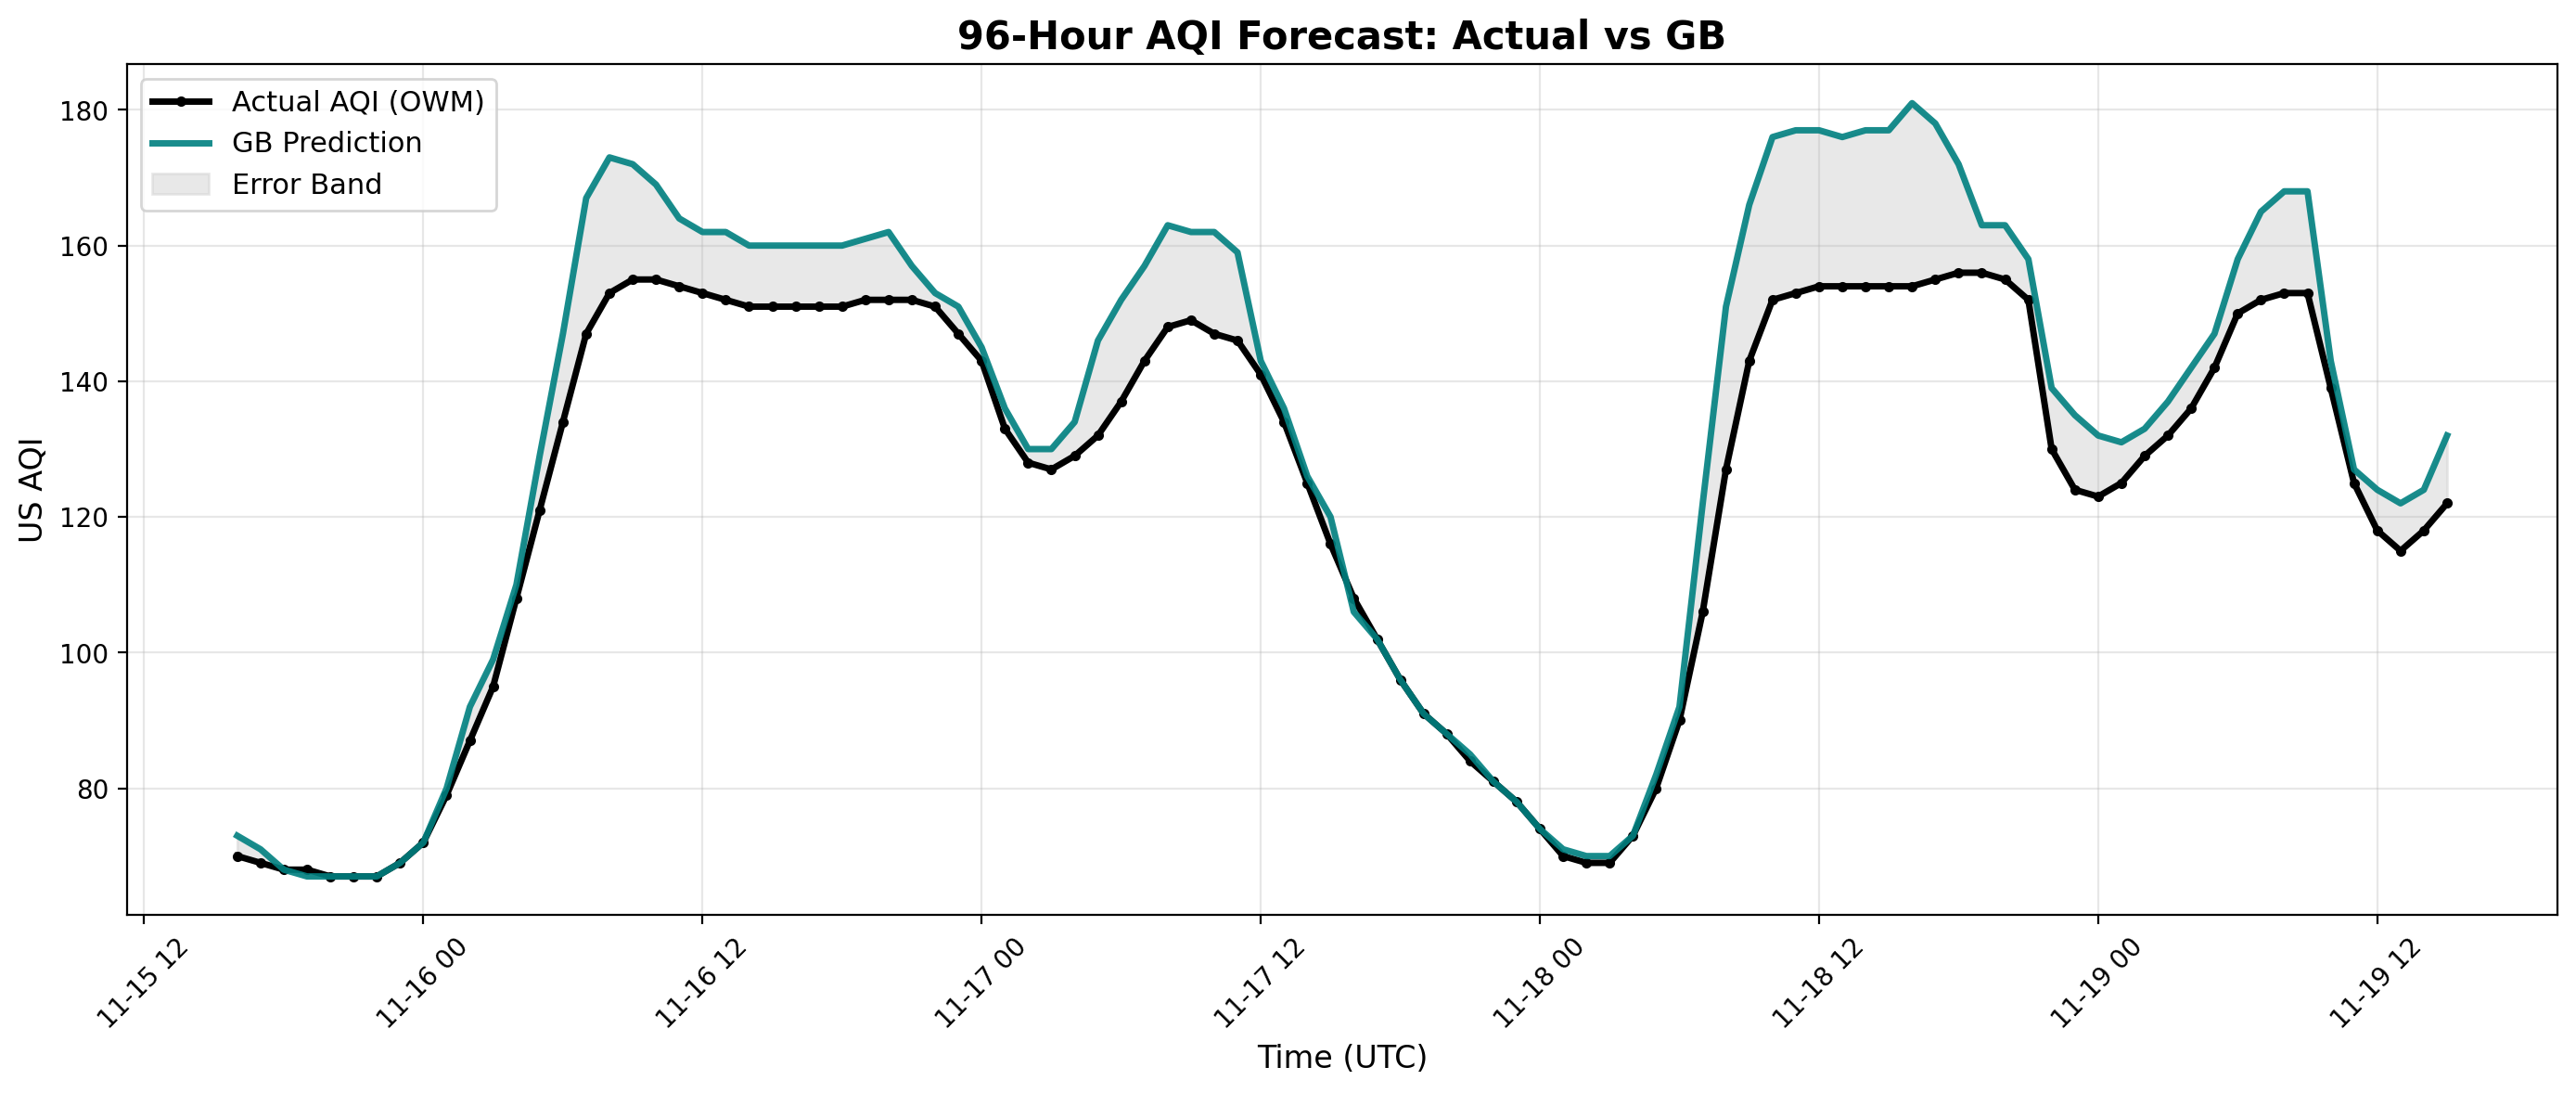 96-Hour AQI Forecast: Actual vs GB
Actual AQI (OWM)
GB Prediction
Error Band
US AQI
180
160
140
120
100
80
11-15 12
11-16 00
11-16 12
11-17 00
11-17 12
11-18 00
11-18 12
11-19 00
11-19 12
Time (UTC)